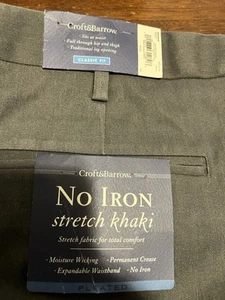 Croft&Barrow.
· Sits at waist
· Full through hip and thigh
· Traditional leg opening
CLASSIC FIT
Croft&Barrow.
NO IRON
stretch khaki
Stretch fabric for total comfort
· Moisture Wicking · Permanent Crease
· Expandable Waistband · No Iron
PLEATED